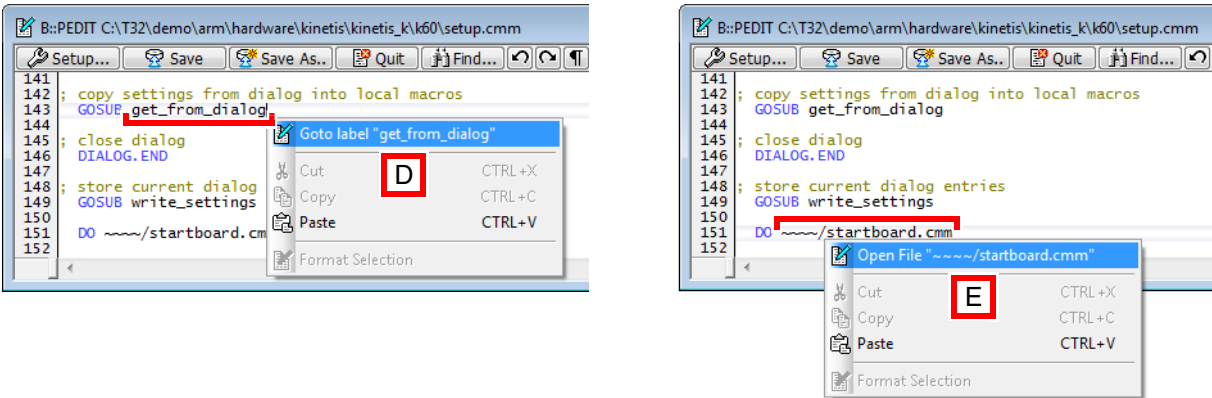 B::PEDIT C:\T32\demo\arm\hardware\kinetis\kinetis_k\k60\setup.cmm
Setup... Save Save As.. Quit Find...
141
142 ; copy settings from dialog into local macros
143 GOSUB get_from_dialog
144
145 ; close dialog
146 DIALOG.END
147
148 ; store current dialog
149 GOSUB write_settings
150
151 DO ~~~~/startboard.cm
152
Goto label "get_from_dialog"
Cut CTRL+X
Copy CTRL+C
Paste CTRL+V
Format Selection
D
B::PEDIT C:\T32\demo\arm\hardware\kinetis\kinetis_k\k60\setup.cmm
Setup... Save Save As.. Quit Find...
141
142 ; copy settings from dialog into local macros
143 GOSUB get_from_dialog
144
145 ; close dialog
146 DIALOG.END
147
148 ; store current dialog entries
149 GOSUB write_settings
150
151 DO ~~~~/startboard.cmm
152
Open File "~~~~/startboard.cmm"
Cut CTRL+X
Copy CTRL+C
Paste CTRL+V
Format Selection
E